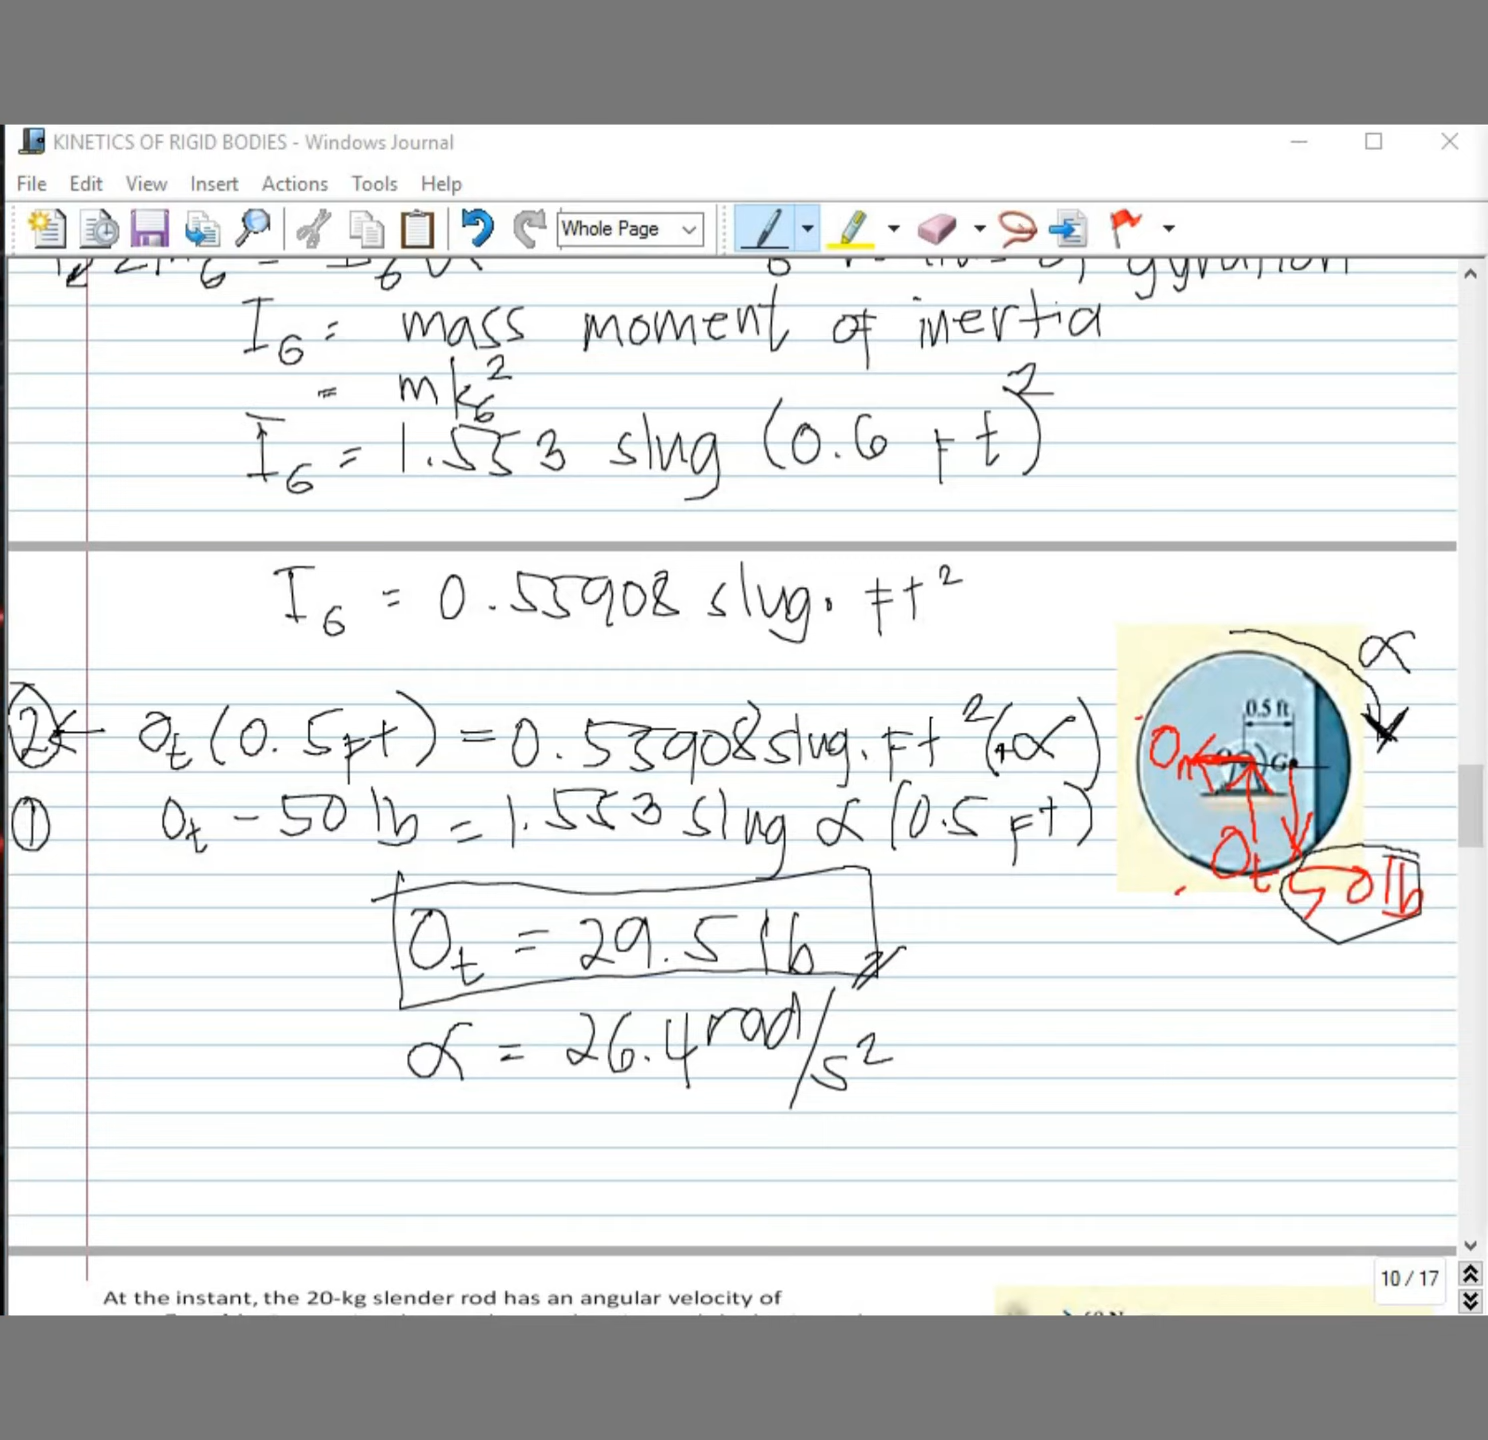 KINETICS OF RIGID BODIES - Windows Journal
File Edit View Insert Actions Tools Help
Whole Page
gyration
I_G = mass moment of inertia
= mk_G^2
I_G = 1.553 slug (0.6 ft)^2
I_G = 0.55908 slug. ft^2
α
0.5 ft
② ← O_t (0.5 ft) = 0.53908 slug. ft^2 (+α)
O_n G
① O_t - 50 lb = 1.553 slug α (0.5 ft)
O_t 50 lb
O_t = 29.5 lb
α = 26.4 rad/s^2
10 / 17
At the instant, the 20-kg slender rod has an angular velocity of